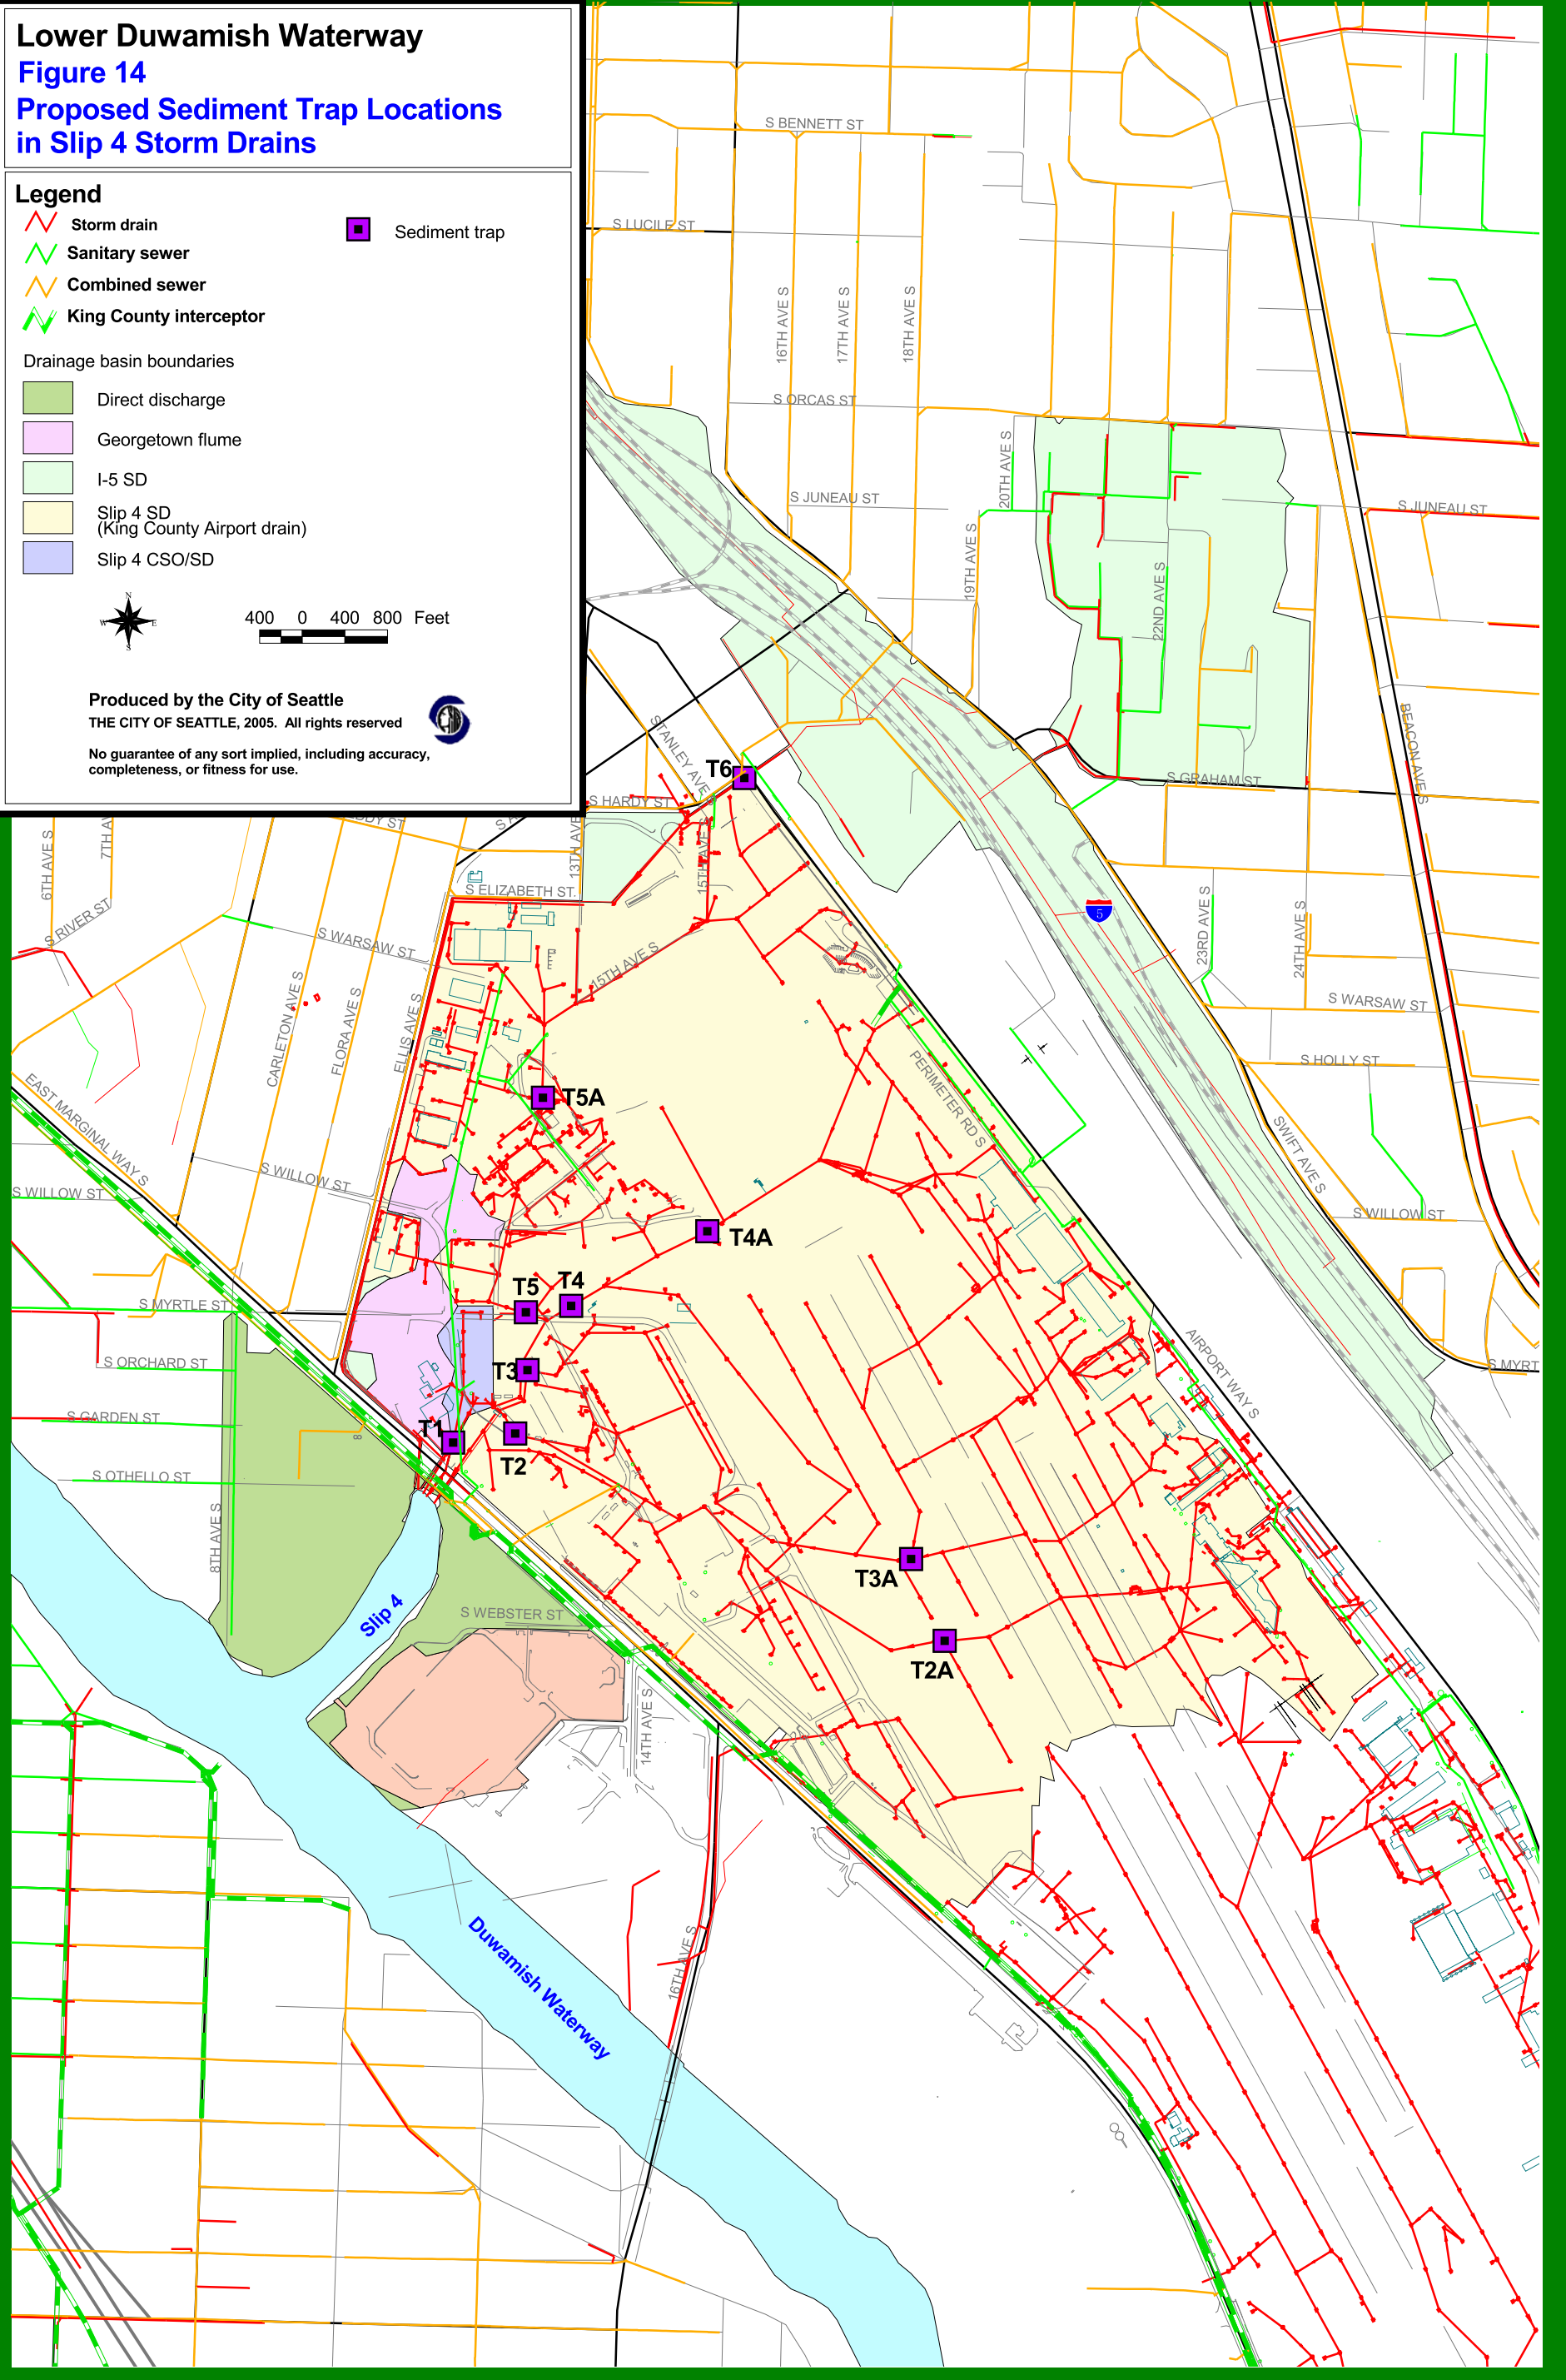 Lower Duwamish Waterway
Figure 14
Proposed Sediment Trap Locations
in Slip 4 Storm Drains
Legend
Storm drain
Sanitary sewer
Combined sewer
King County interceptor
Sediment trap
Drainage basin boundaries
Direct discharge
Georgetown flume
I-5 SD
Slip 4 SD
(King County Airport drain)
Slip 4 CSO/SD
N
W E
S
400 0 400 800 Feet
Produced by the City of Seattle
THE CITY OF SEATTLE, 2005. All rights reserved
No guarantee of any sort implied, including accuracy,
completeness, or fitness for use.
S BENNETT ST
S LUCILE ST
16TH AVE S
17TH AVE S
18TH AVE S
S ORCAS ST
20TH AVE S
S JUNEAU ST
S JUNEAU ST
19TH AVE S
22ND AVE S
STANLEY AVE S
BEACON AVE S
T6
S GRAHAM ST
S HARDY ST
13TH AVE
15TH AVE S
6TH AVE S
7TH AV
DDY ST
S ELIZABETH ST.
5
S RIVER ST
S WARSAW ST
15TH AVE S
23RD AVE S
24TH AVE S
S WARSAW ST
CARLETON AVE S
FLORA AVE S
ELLIS AVE S
S HOLLY ST
EAST MARGINAL WAY S
PERIMETER RD S
T5A
SWIFT AVE S
S WILLOW ST
S WILLOW ST
S WILLOW ST
T4A
T5
T4
S MYRTLE ST
AIRPORT WAY S
S MYRT
S ORCHARD ST
T3
S GARDEN ST
T1
T2
S OTHELLO ST
8TH AVE S
T3A
Slip 4
S WEBSTER ST
T2A
14TH AVE S
16TH AVE S
Duwamish Waterway